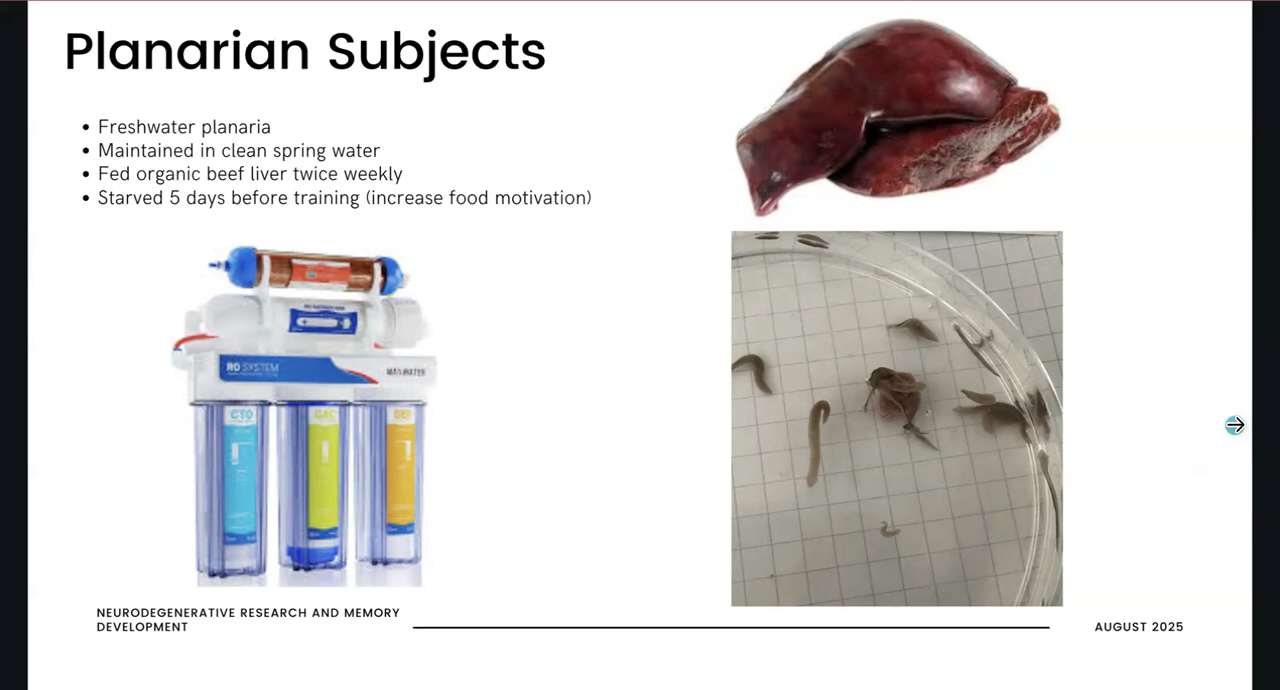 Planarian Subjects
• Freshwater planaria
• Maintained in clean spring water
• Fed organic beef liver twice weekly
• Starved 5 days before training (increase food motivation)
RO SYSTEM
MAXWATER
CTO
GAC
SED
NEURODEGENERATIVE RESEARCH AND MEMORY
DEVELOPMENT
AUGUST 2025